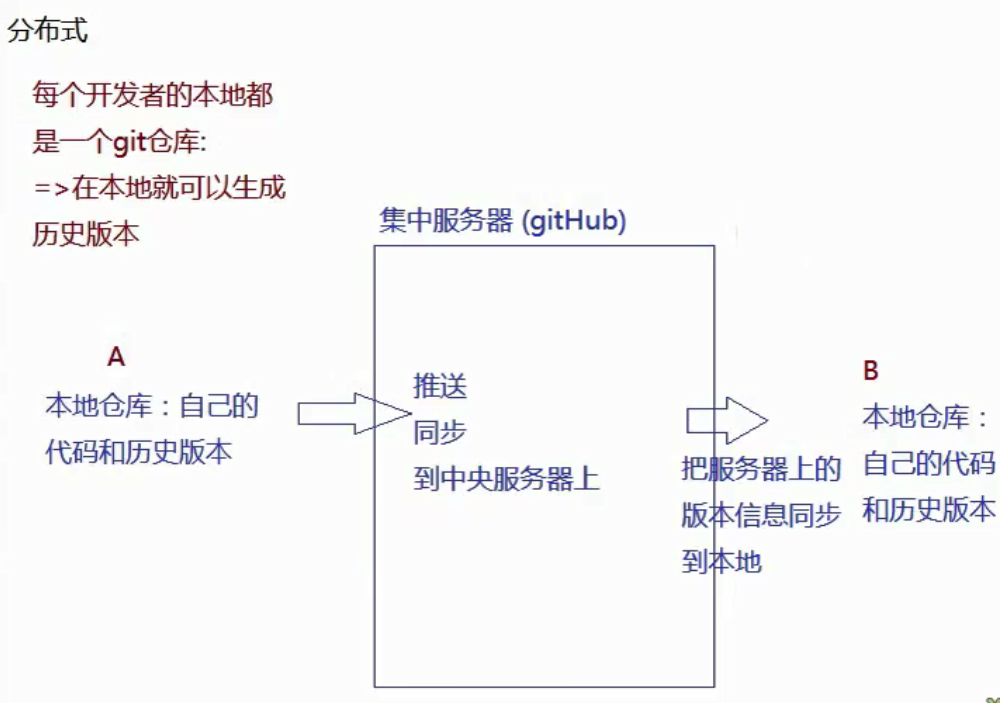 分布式
每个开发者的本地都
是一个git仓库:
=>在本地就可以生成
历史版本
集中服务器 (gitHub)
A
本地仓库：自己的
代码和历史版本
推送
同步
到中央服务器上
把服务器上的
版本信息同步
到本地
B
本地仓库：
自己的代码
和历史版本